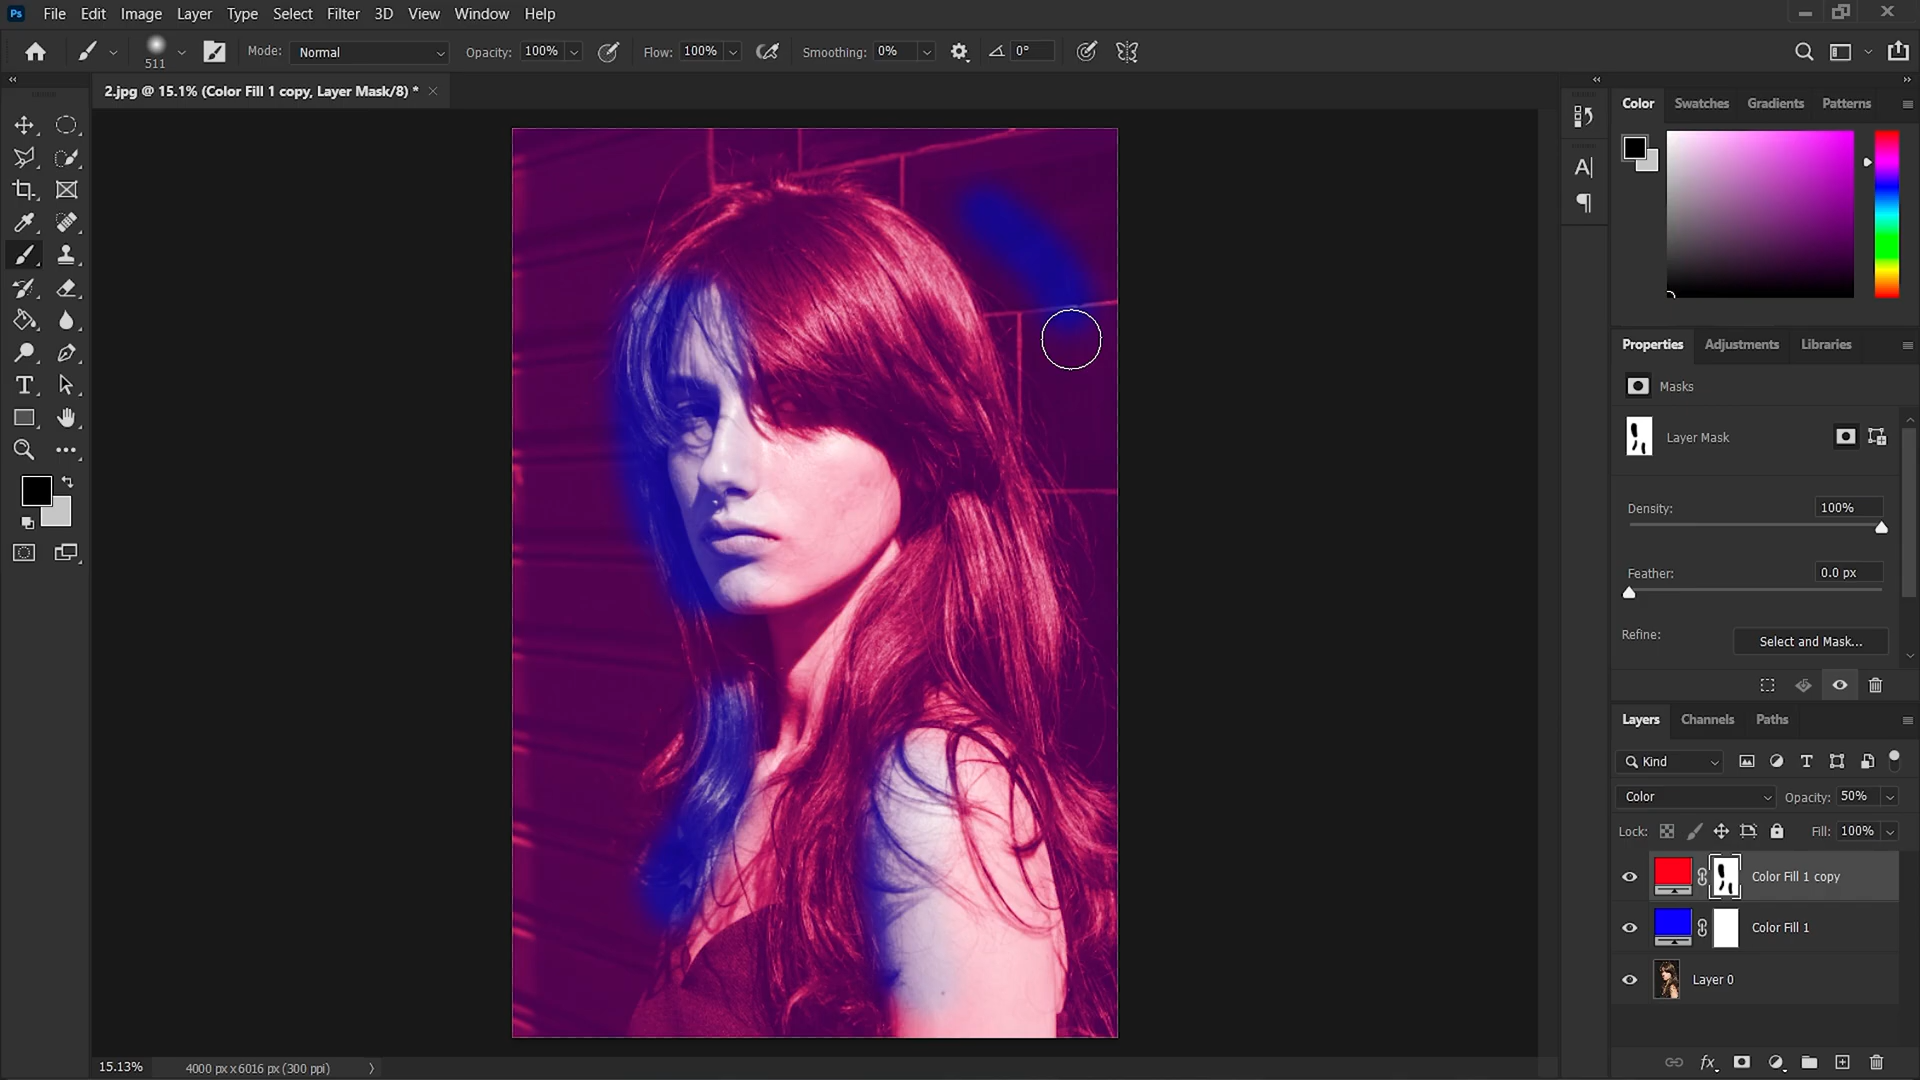 Ps File Edit Image Layer Type Select Filter 3D View Window Help
511 Mode: Normal Opacity: 100% Flow: 100% Smoothing: 0% 0°
2.jpg @ 15.1% (Color Fill 1 copy, Layer Mask/8) *
Color Swatches Gradients Patterns
Properties Adjustments Libraries
Masks
Layer Mask
Density: 100%
Feather: 0.0 px
Refine: Select and Mask...
Layers Channels Paths
Kind
Color Opacity: 50%
Lock: Fill: 100%
Color Fill 1 copy
Color Fill 1
Layer 0
15.13% 4000 px x 6016 px (300 ppi)